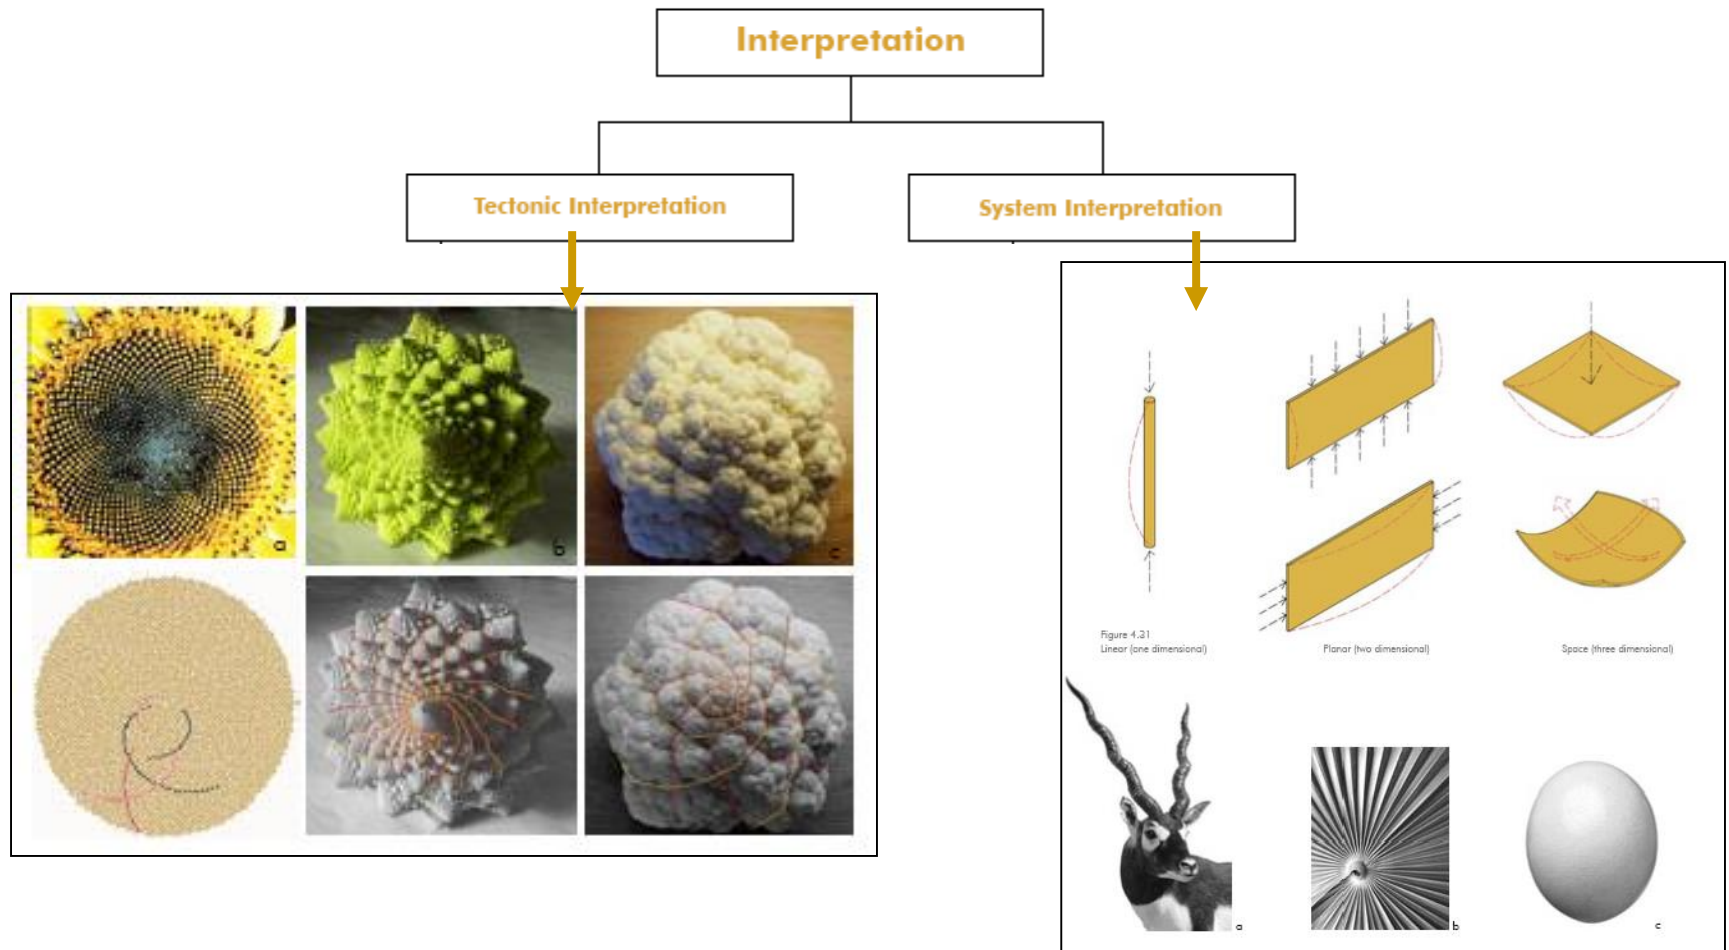 Interpretation
Tectonic Interpretation
System Interpretation
a
b
c
Figure 4.31
Linear (one dimensional)
Planar (two dimensional)
Space (three dimensional)
a
b
c